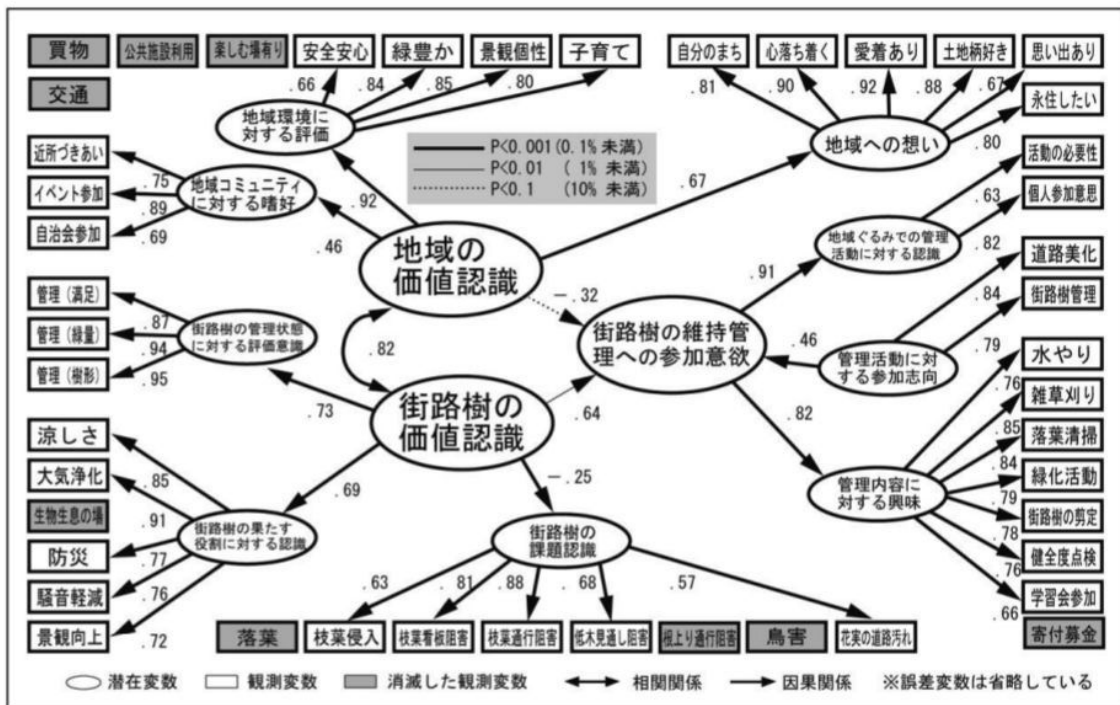 買物
公共施設利用
楽しむ場有り
安全安心
緑豊か
景観個性
子育て
自分のまち
心落ち着く
愛着あり
土地柄好き
思い出あり
交通
.66
.84
.85
.80
.81
.90
.92
.88
.67
永住したい
地域環境に
対する評価
地域への想い
.80
近所づきあい
イベント参加
自治会参加
.75
.89
.69
地域コミュニティ
に対する嗜好
.92
.46
P<0.001(0.1% 未満)
P<0.01 ( 1% 未満)
P<0.1 (10% 未満)
.67
活動の必要性
個人参加意思
.63
地域ぐるみでの管理
活動に対する認識
地域の
価値認識
-.32
.91
.82
道路美化
街路樹管理
.84
管理(満足)
管理(緑量)
管理(樹形)
.87
.94
.95
街路樹の管理状態
に対する評価意識
.82
街路樹の維持管
理への参加意欲
.46
管理活動に対
する参加志向
.73
街路樹の
価値認識
.64
.82
.79
.76
.85
.84
.79
.78
.76
.66
水やり
雑草刈り
落葉清掃
緑化活動
街路樹の剪定
健全度点検
学習会参加
寄付募金
管理内容に
対する興味
涼しさ
大気浄化
生物生息の場
防災
騒音軽減
景観向上
.85
.91
.77
.76
.72
.69
街路樹の果たす
役割に対する認識
-.25
街路樹の
課題認識
.63
.81
.88
.68
.57
落葉
枝葉侵入
枝葉看板阻害
枝葉通行阻害
低木見通し阻害
根上り通行阻害
鳥害
花実の道路汚れ
潜在変数
観測変数
消滅した観測変数
相関関係
因果関係
※誤差変数は省略している